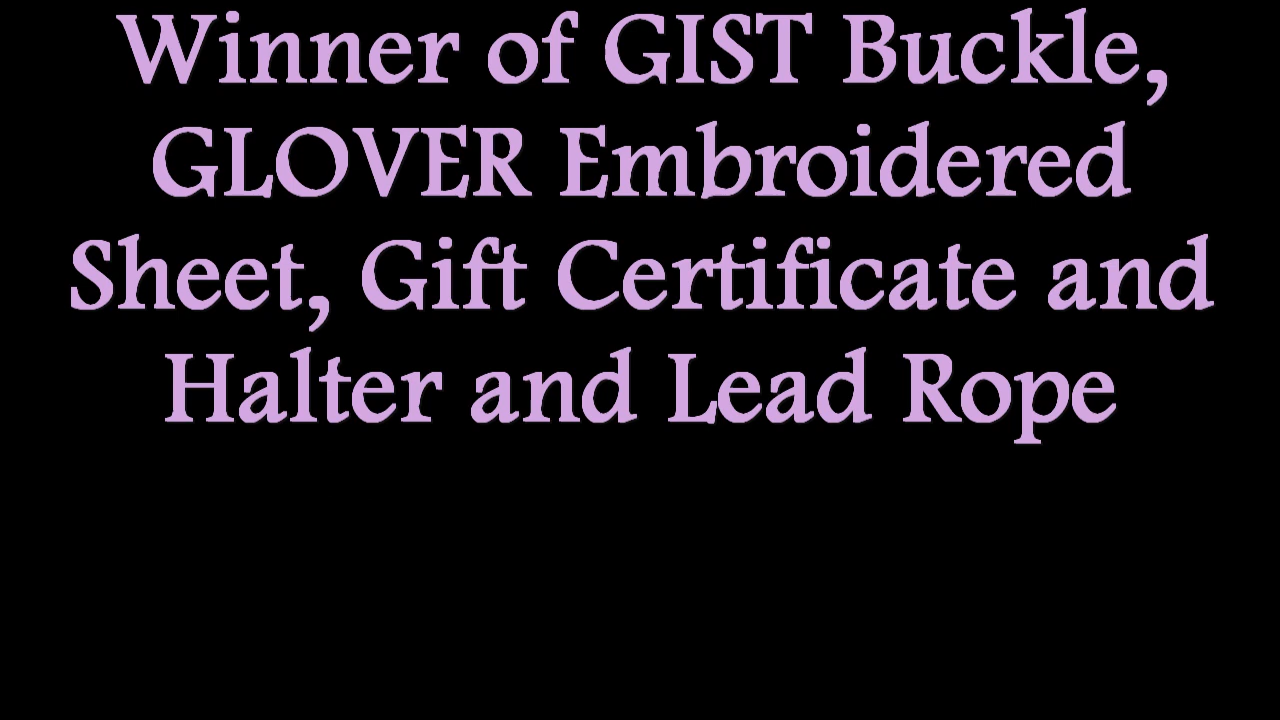 Winner of GIST Buckle,
GLOVER Embroidered
Sheet, Gift Certificate and
Halter and Lead Rope